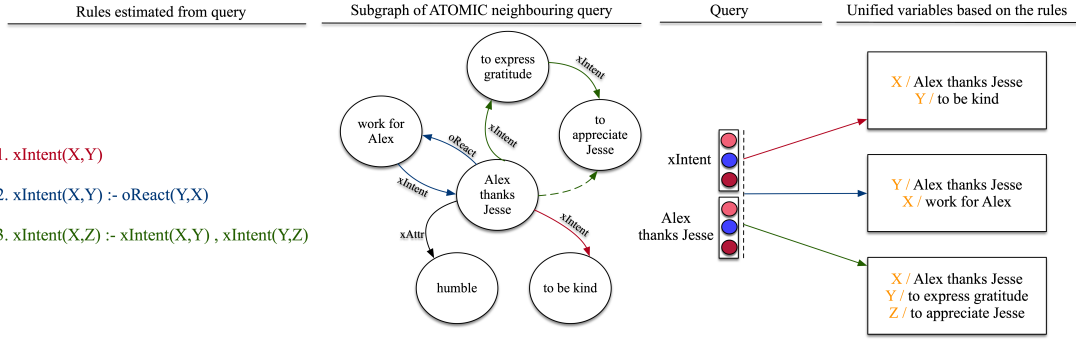 Rules estimated from query
Subgraph of ATOMIC neighbouring query
Query
Unified variables based on the rules
1. xIntent(X,Y)
2. xIntent(X,Y) :- oReact(Y,X)
3. xIntent(X,Z) :- xIntent(X,Y) , xIntent(Y,Z)
to express
gratitude
xIntent
to
appreciate
Jesse
work for
Alex
oReact
xIntent
xIntent
Alex
thanks
Jesse
xIntent
xAttr
humble
to be kind
xIntent
Alex
thanks Jesse
X / Alex thanks Jesse
Y / to be kind
Y / Alex thanks Jesse
X / work for Alex
X / Alex thanks Jesse
Y / to express gratitude
Z / to appreciate Jesse